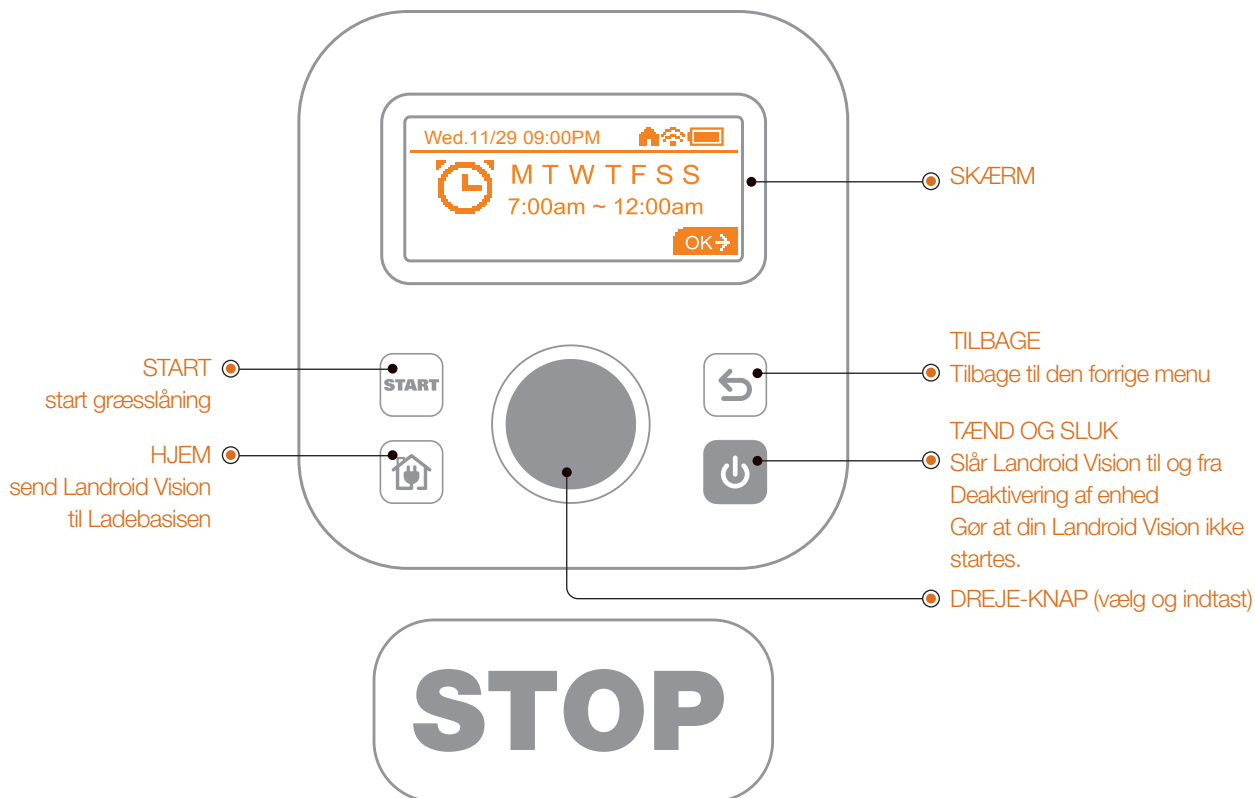 Wed.11/29 09:00PM
M T W T F S S
7:00am ~ 12:00am
OK
SKÆRM
START
start græsslåning
START
HJEM
send Landroid Vision
til Ladebasisen
TILBAGE
Tilbage til den forrige menu
TÆND OG SLUK
Slår Landroid Vision til og fra
Deaktivering af enhed
Gør at din Landroid Vision ikke
startes.
DREJE-KNAP (vælg og indtast)
STOP